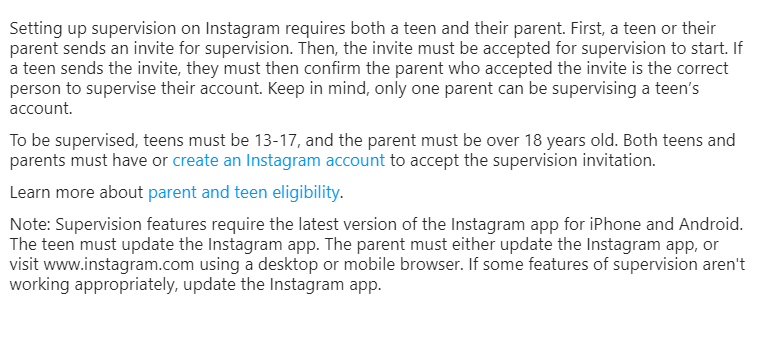 Setting up supervision on Instagram requires both a teen and their parent. First, a teen or their
parent sends an invite for supervision. Then, the invite must be accepted for supervision to start. If
a teen sends the invite, they must then confirm the parent who accepted the invite is the correct
person to supervise their account. Keep in mind, only one parent can be supervising a teen's
account.
To be supervised, teens must be 13-17, and the parent must be over 18 years old. Both teens and
parents must have or create an Instagram account to accept the supervision invitation.
Learn more about parent and teen eligibility.
Note: Supervision features require the latest version of the Instagram app for iPhone and Android.
The teen must update the Instagram app. The parent must either update the Instagram app, or
visit www.instagram.com using a desktop or mobile browser. If some features of supervision aren't
working appropriately, update the Instagram app.